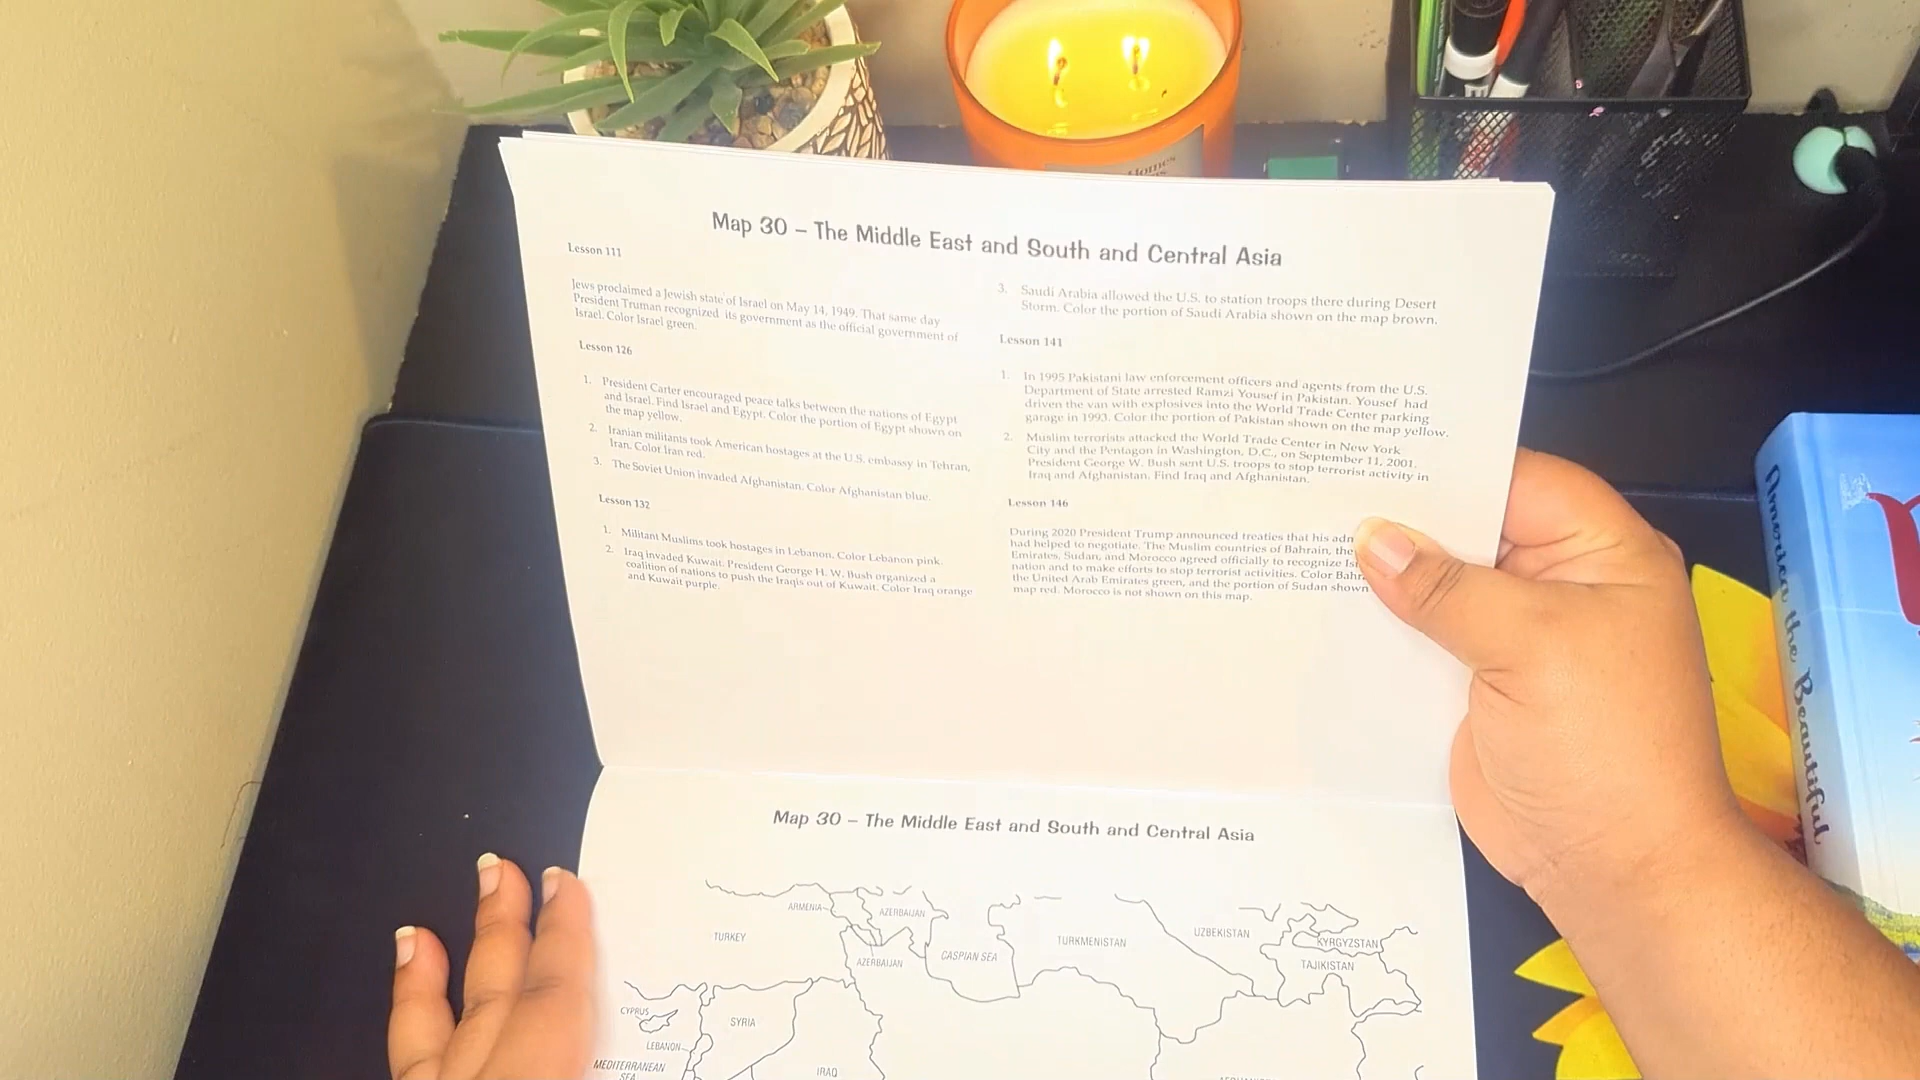 Homes
Map 30 – The Middle East and South and Central Asia
Lesson 111
Jews proclaimed a Jewish state of Israel on May 14, 1949. That same day
President Truman recognized its government as the official government of
Israel. Color Israel green.
Lesson 126
1. President Carter encouraged peace talks between the nations of Egypt
and Israel. Find Israel and Egypt. Color the portion of Egypt shown on
the map yellow.
2. Iranian militants took American hostages at the U.S. embassy in Tehran,
Iran. Color Iran red.
3. The Soviet Union invaded Afghanistan. Color Afghanistan blue.
Lesson 132
1. Militant Muslims took hostages in Lebanon. Color Lebanon pink.
2. Iraq invaded Kuwait. President George H. W. Bush organized a
coalition of nations to push the Iraqis out of Kuwait. Color Iraq orange
and Kuwait purple.
3. Saudi Arabia allowed the U.S. to station troops there during Desert
Storm. Color the portion of Saudi Arabia shown on the map brown.
Lesson 141
1. In 1995 Pakistani law enforcement officers and agents from the U.S.
Department of State arrested Ramzi Yousef in Pakistan. Yousef had
driven the van with explosives into the World Trade Center parking
garage in 1993. Color the portion of Pakistan shown on the map yellow.
2. Muslim terrorists attacked the World Trade Center in New York
City and the Pentagon in Washington, D.C., on September 11, 2001.
President George W. Bush sent U.S. troops to stop terrorist activity in
Iraq and Afghanistan. Find Iraq and Afghanistan.
Lesson 146
During 2020 President Trump announced treaties that his
had helped to negotiate. The Muslim countries of Bahrain, the
Emirates, Sudan, and Morocco agreed officially to recognize
nation and to make efforts to stop terrorist activities. Color
the United Arab Emirates green, and the portion of Sudan shown
map red. Morocco is not shown on this map.
Map 30 – The Middle East and South and Central Asia
ARMENIA
AZERBAIJAN
TURKEY
AZERBAIJAN
CASPIAN SEA
TURKMENISTAN
UZBEKISTAN
KYRGYZSTAN
TAJIKISTAN
CYPRUS
SYRIA
LEBANON
MEDITERRANEAN
SEA
IRAQ
America the Beautiful